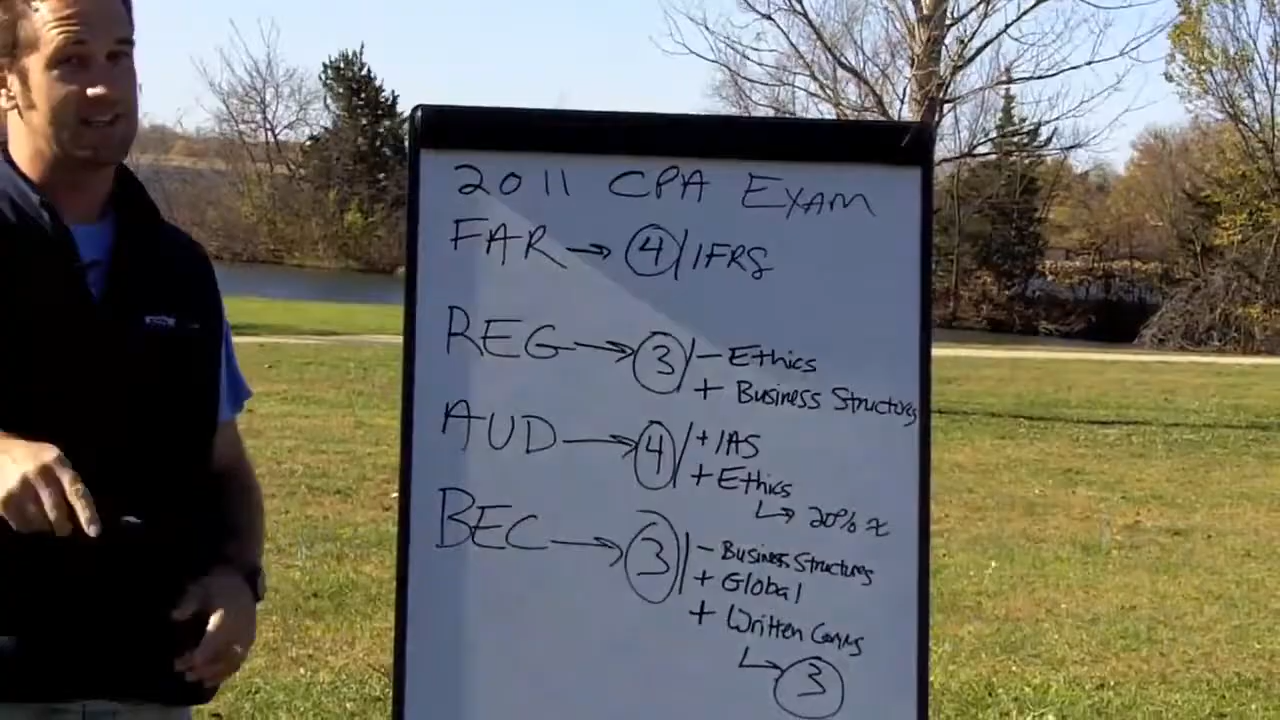 2011 CPA EXAM
FAR → 4 / IFRS
REG → 3 / - Ethics
+ Business Structures
AUD → 4 / + IAS
+ Ethics
↳ 20% ≈
BEC → 3 / - Business Structures
+ Global
+ Written Comms
↳ 3